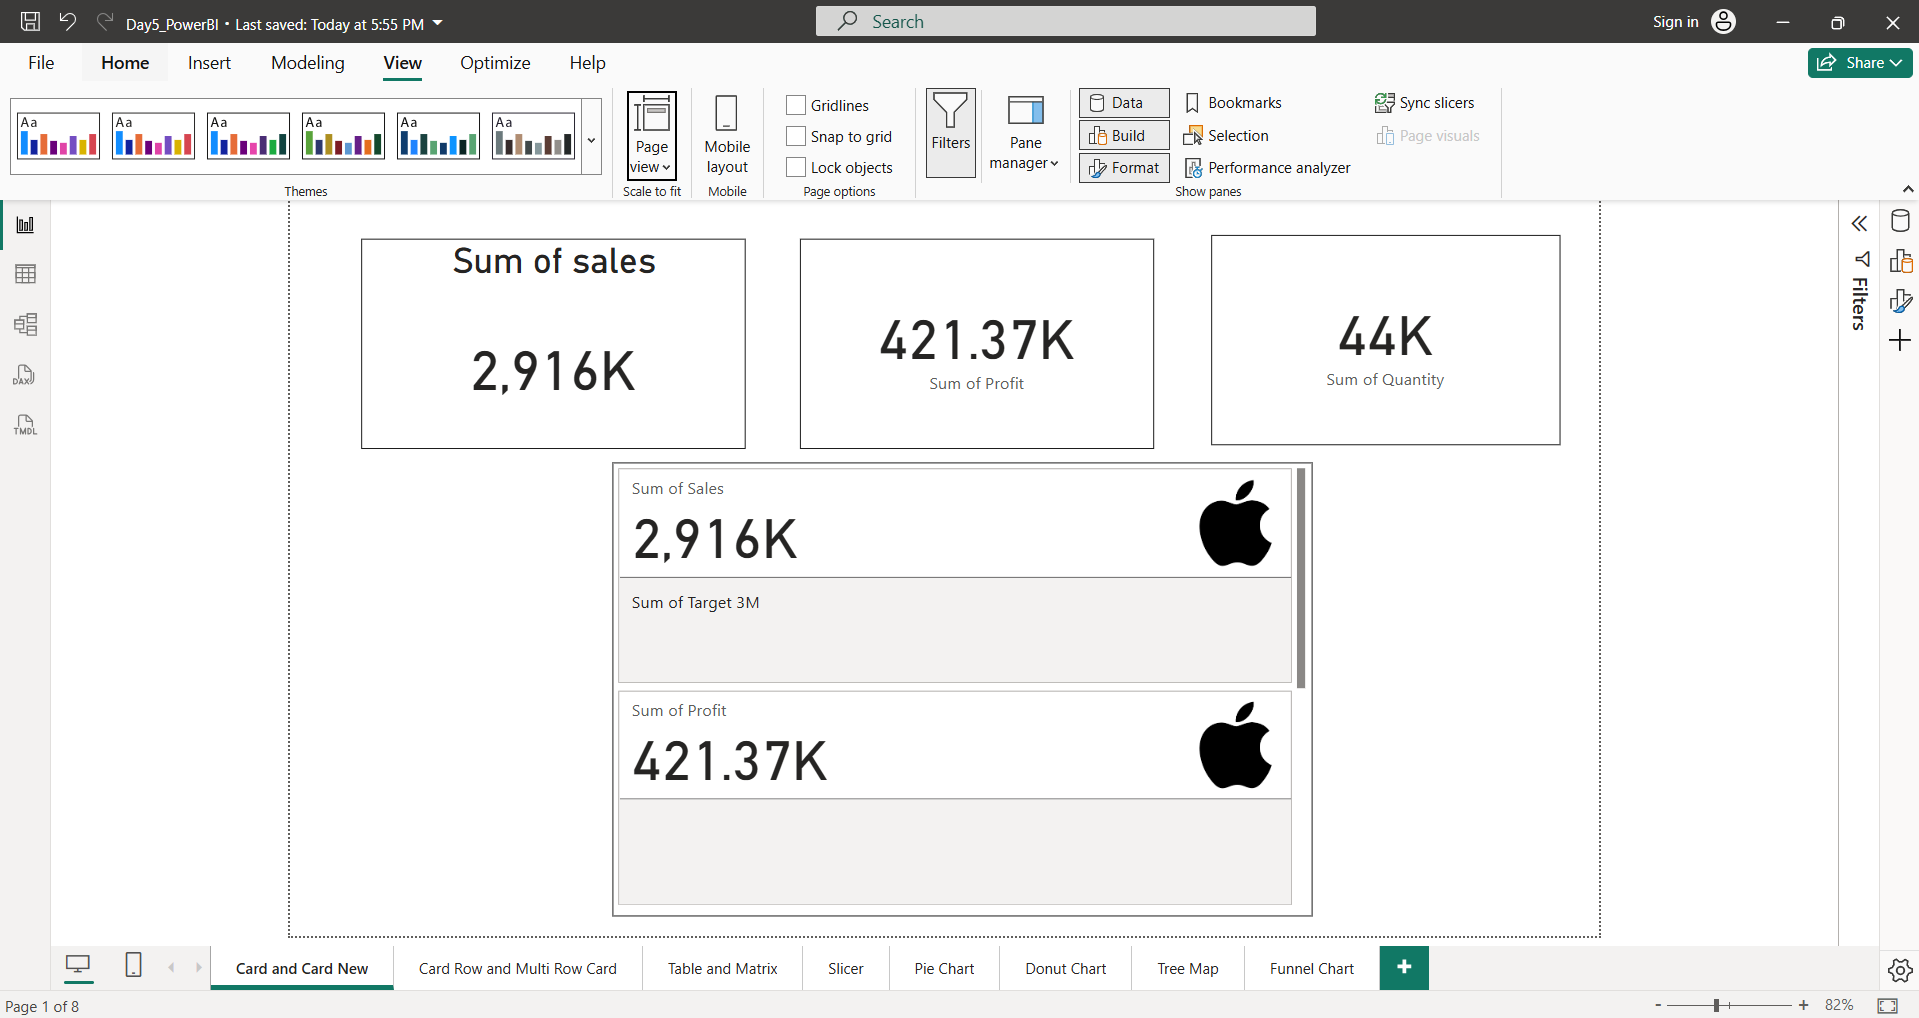 Day5_PowerBI • Last saved: Today at 5:55 PM
Search
Sign in
File Home Insert Modeling View Optimize Help
Share
Aa Aa Aa Aa Aa Aa
Themes
Page view
Scale to fit
Mobile layout
Mobile
Gridlines
Snap to grid
Lock objects
Page options
Filters
Pane manager
Data
Build
Format
Bookmarks
Selection
Performance analyzer
Sync slicers
Page visuals
Show panes
DAX
TMDL
Sum of sales
2,916K
421.37K
Sum of Profit
44K
Sum of Quantity
Sum of Sales
2,916K
Sum of Target 3M
Sum of Profit
421.37K
Filters
Card and Card New
Card Row and Multi Row Card
Table and Matrix
Slicer
Pie Chart
Donut Chart
Tree Map
Funnel Chart
+
Page 1 of 8
- + 82%